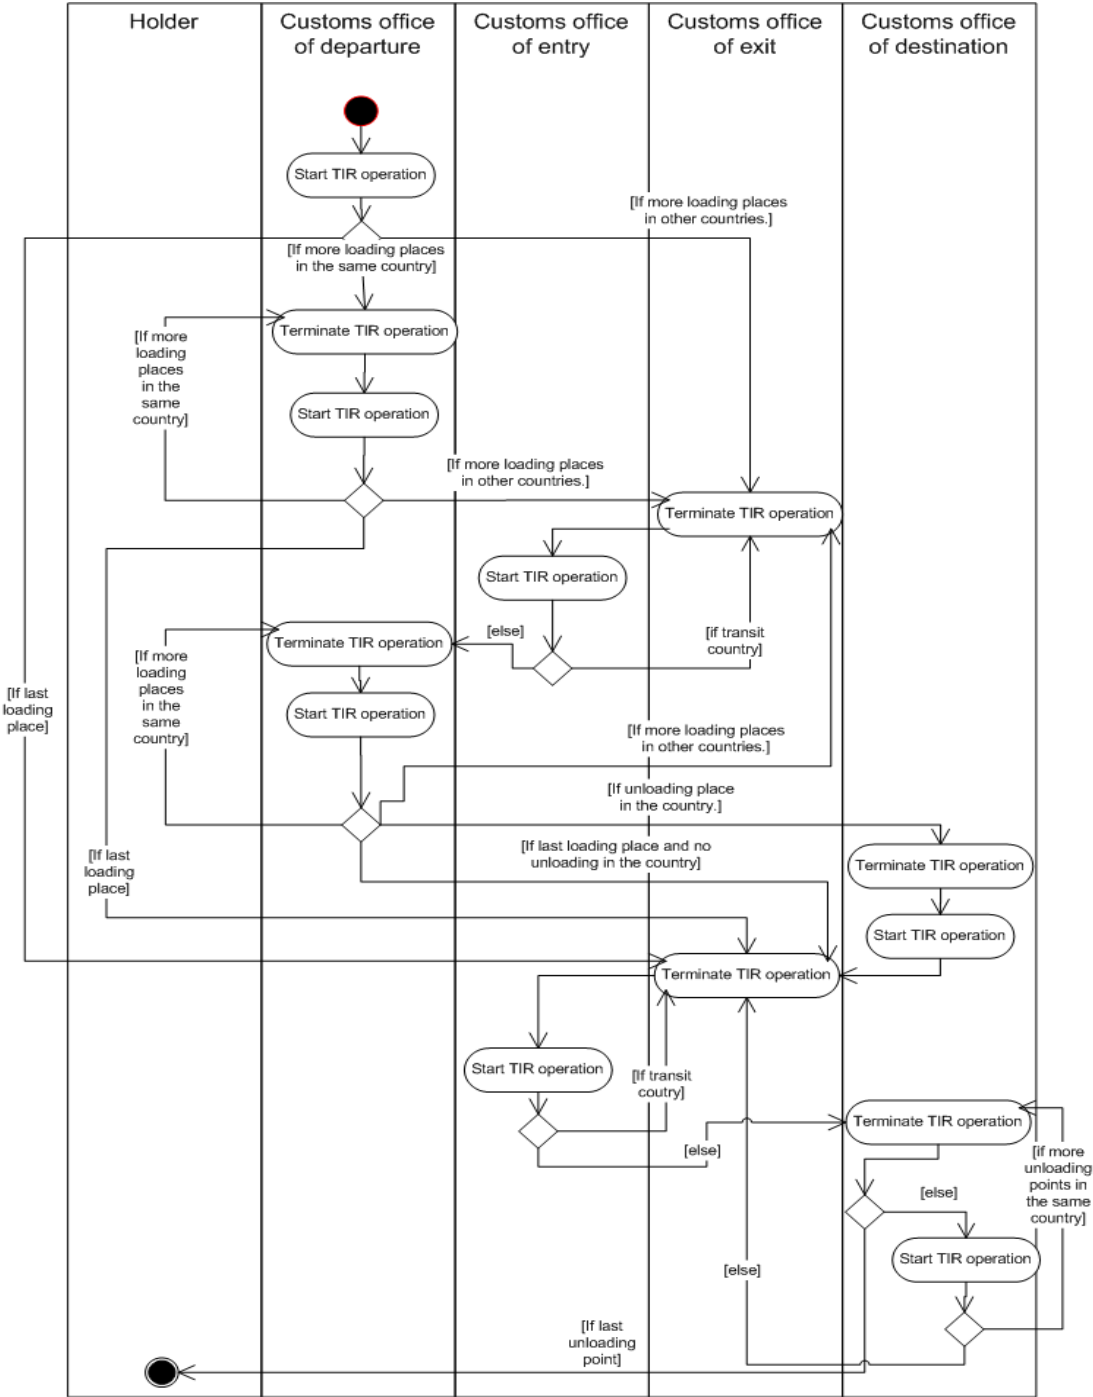 Holder
Customs office
of departure
Customs office
of entry
Customs office
of exit
Customs office
of destination
Start TIR operation
[If more loading places
in other countries.]
[If more loading places
in the same country]
Terminate TIR operation
[If more
loading
places
in the
same
country]
Start TIR operation
[If more loading places
in other countries.]
Terminate TIR operation
Start TIR operation
[else]
[if transit
country]
Terminate TIR operation
[If more
loading
places
in the
same
country]
[If last
loading
place]
Start TIR operation
[If more loading places
in other countries.]
[If unloading place
in the country.]
[If last loading place and no
unloading in the country]
[If last
loading
place]
Terminate TIR operation
Start TIR operation
Terminate TIR operation
Start TIR operation
[If transit
coutry]
[else]
Terminate TIR operation
[if more
unloading
points in
the same
country]
[else]
Start TIR operation
[else]
[If last
unloading
point]